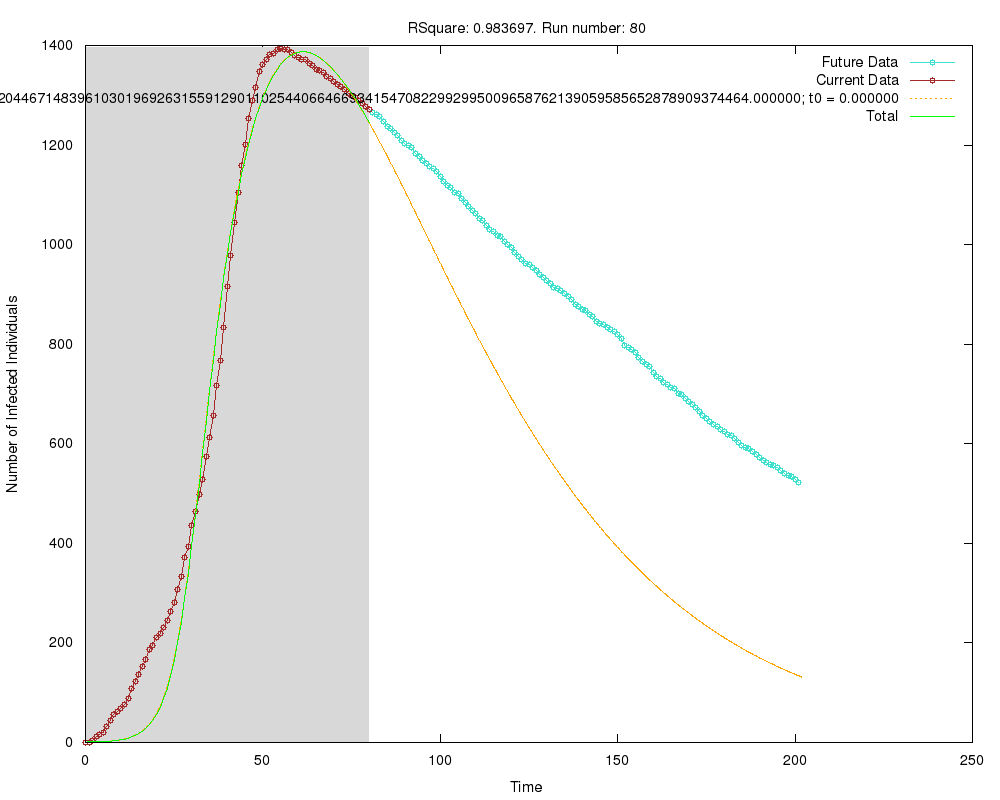 RSquare: 0.983697. Run number: 80
1400
1200
1000
800
600
400
200
0
Number of Infected Individuals
Future Data
Current Data
t0 = 0.000000
Total
0 50 100 150 200 250
Time